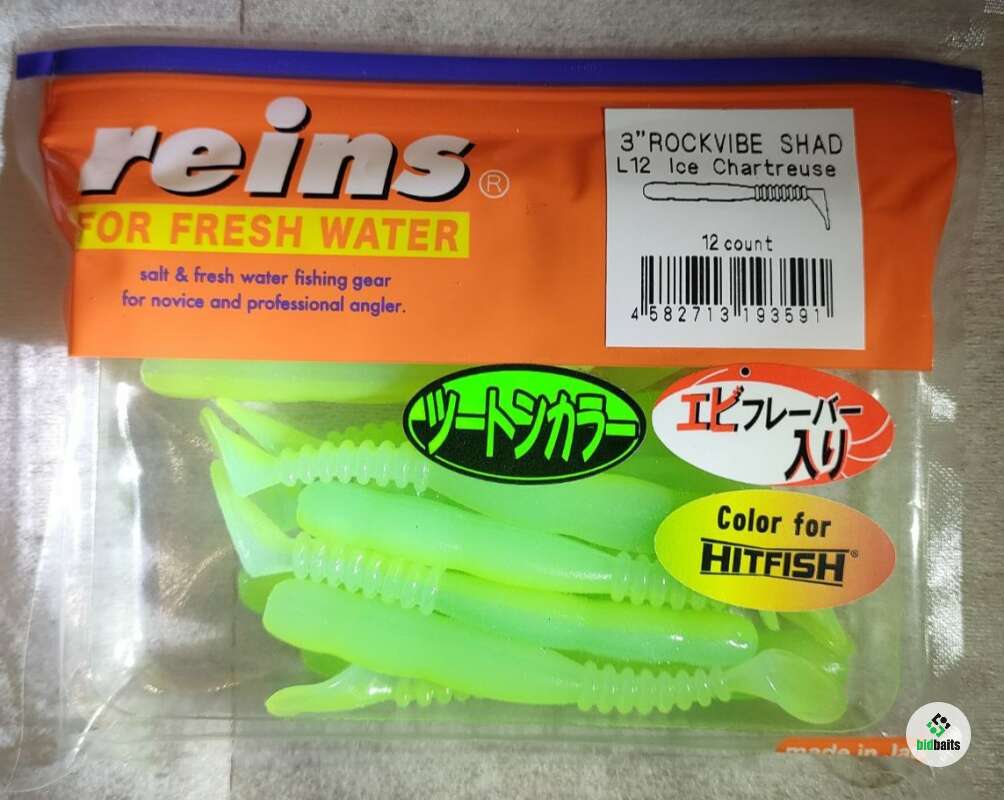 reins®
FOR FRESH WATER
salt & fresh water fishing gear
for novice and professional angler.
3"ROCKVIBE SHAD
L12 Ice Chartreuse
12 count
4 582713 193591
ツートンカラー
エビフレーバー
入り
Color for
HITFISH®
made in
bidbaits